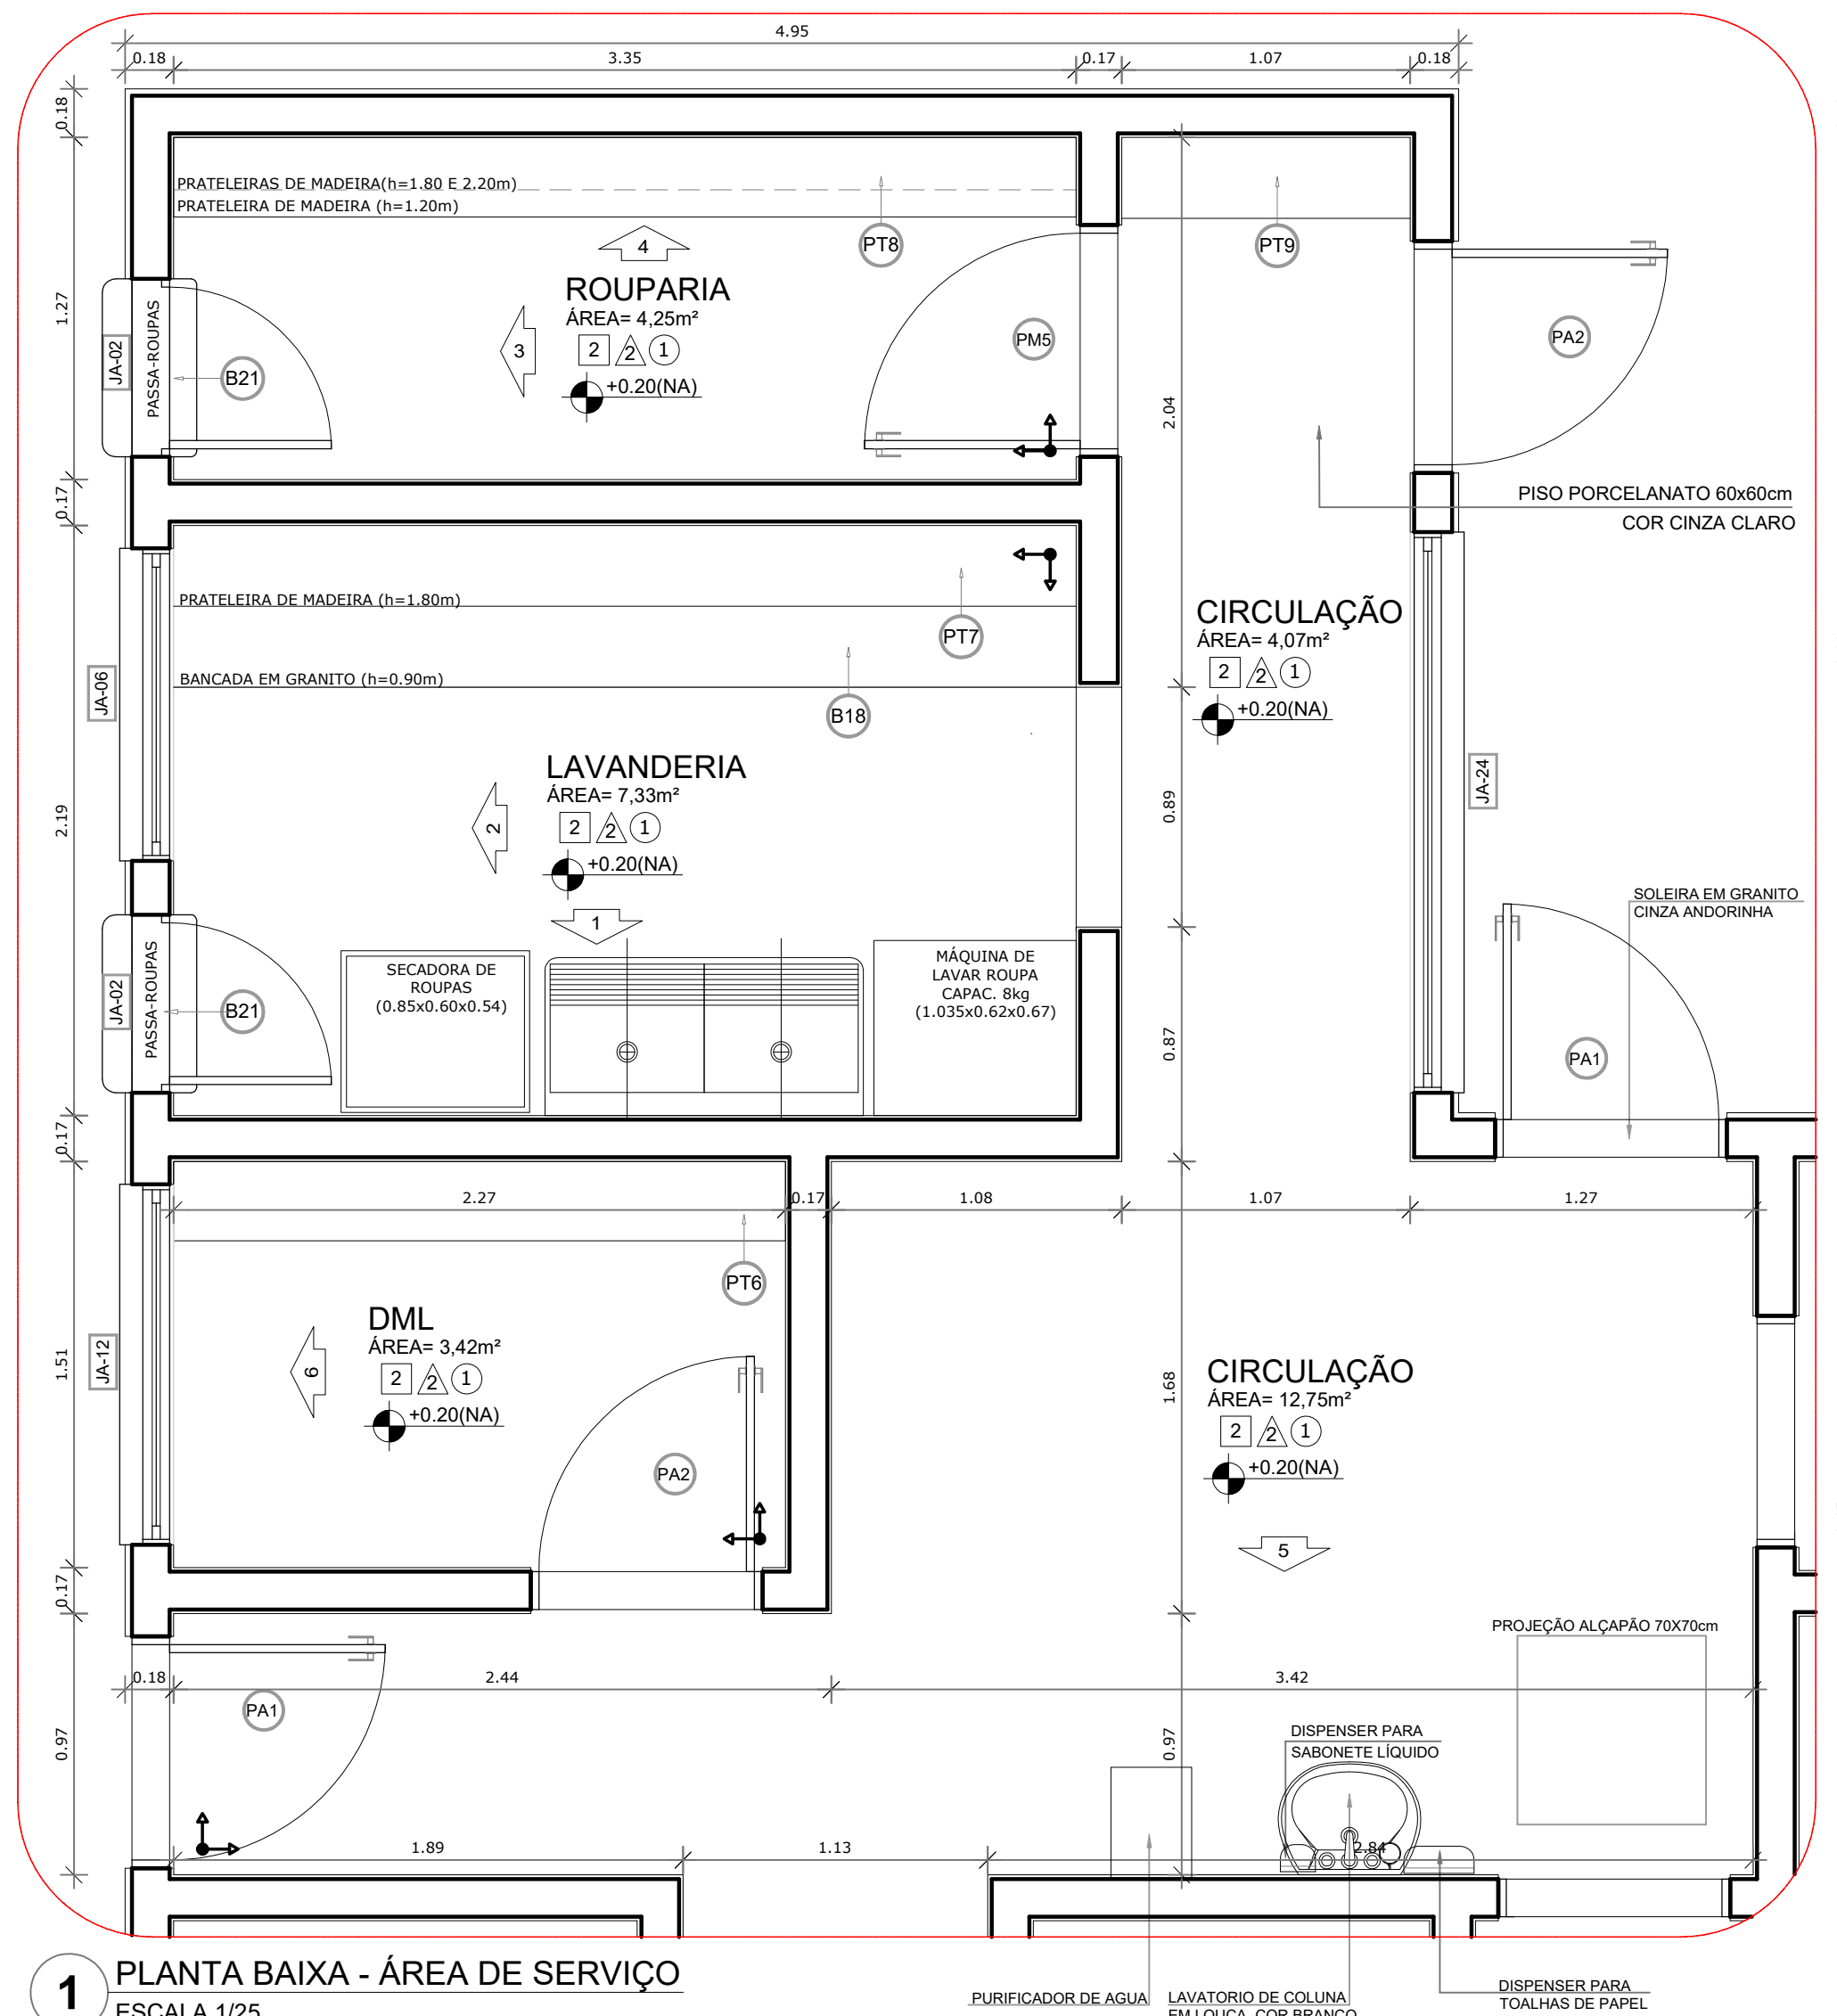 4.95
0.18 3.35 0.17 1.07 0.18
0.18
PRATELEIRAS DE MADEIRA(h=1.80 E 2.20m)
PRATELEIRA DE MADEIRA (h=1.20m)
4
PT8
PT9
ROUPARIA
ÁREA= 4,25m²
2 2 1
+0.20(NA)
3
PM5
PA2
1.27
JA-02
PASSA-ROUPAS
B21
2.04
PISO PORCELANATO 60x60cm
COR CINZA CLARO
0.17
PRATELEIRA DE MADEIRA (h=1.80m)
PT7
CIRCULAÇÃO
ÁREA= 4,07m²
2 2 1
+0.20(NA)
JA-06
BANCADA EM GRANITO (h=0.90m)
B18
LAVANDERIA
ÁREA= 7,33m²
2 2 1
+0.20(NA)
2
1
2.19
0.89
JA-24
SOLEIRA EM GRANITO
CINZA ANDORINHA
JA-02
PASSA-ROUPAS
B21
SECADORA DE
ROUPAS
(0.85x0.60x0.54)
MÁQUINA DE
LAVAR ROUPA
CAPAC. 8kg
(1.035x0.62x0.67)
0.87
PA1
0.17
2.27 0.17 1.08 1.07 1.27
PT6
DML
ÁREA= 3,42m²
2 2 1
+0.20(NA)
6
JA-12
1.51
PA2
1.68
CIRCULAÇÃO
ÁREA= 12,75m²
2 2 1
+0.20(NA)
5
0.17
PROJEÇÃO ALÇAPÃO 70X70cm
0.18 2.44 3.42
PA1
0.97
0.97
DISPENSER PARA
SABONETE LÍQUIDO
1.89 1.13 2.84
1
PLANTA BAIXA - ÁREA DE SERVIÇO
ESCALA 1/25
PURIFICADOR DE AGUA
LAVATORIO DE COLUNA
EM LOUÇA, COR BRANCO
DISPENSER PARA
TOALHAS DE PAPEL